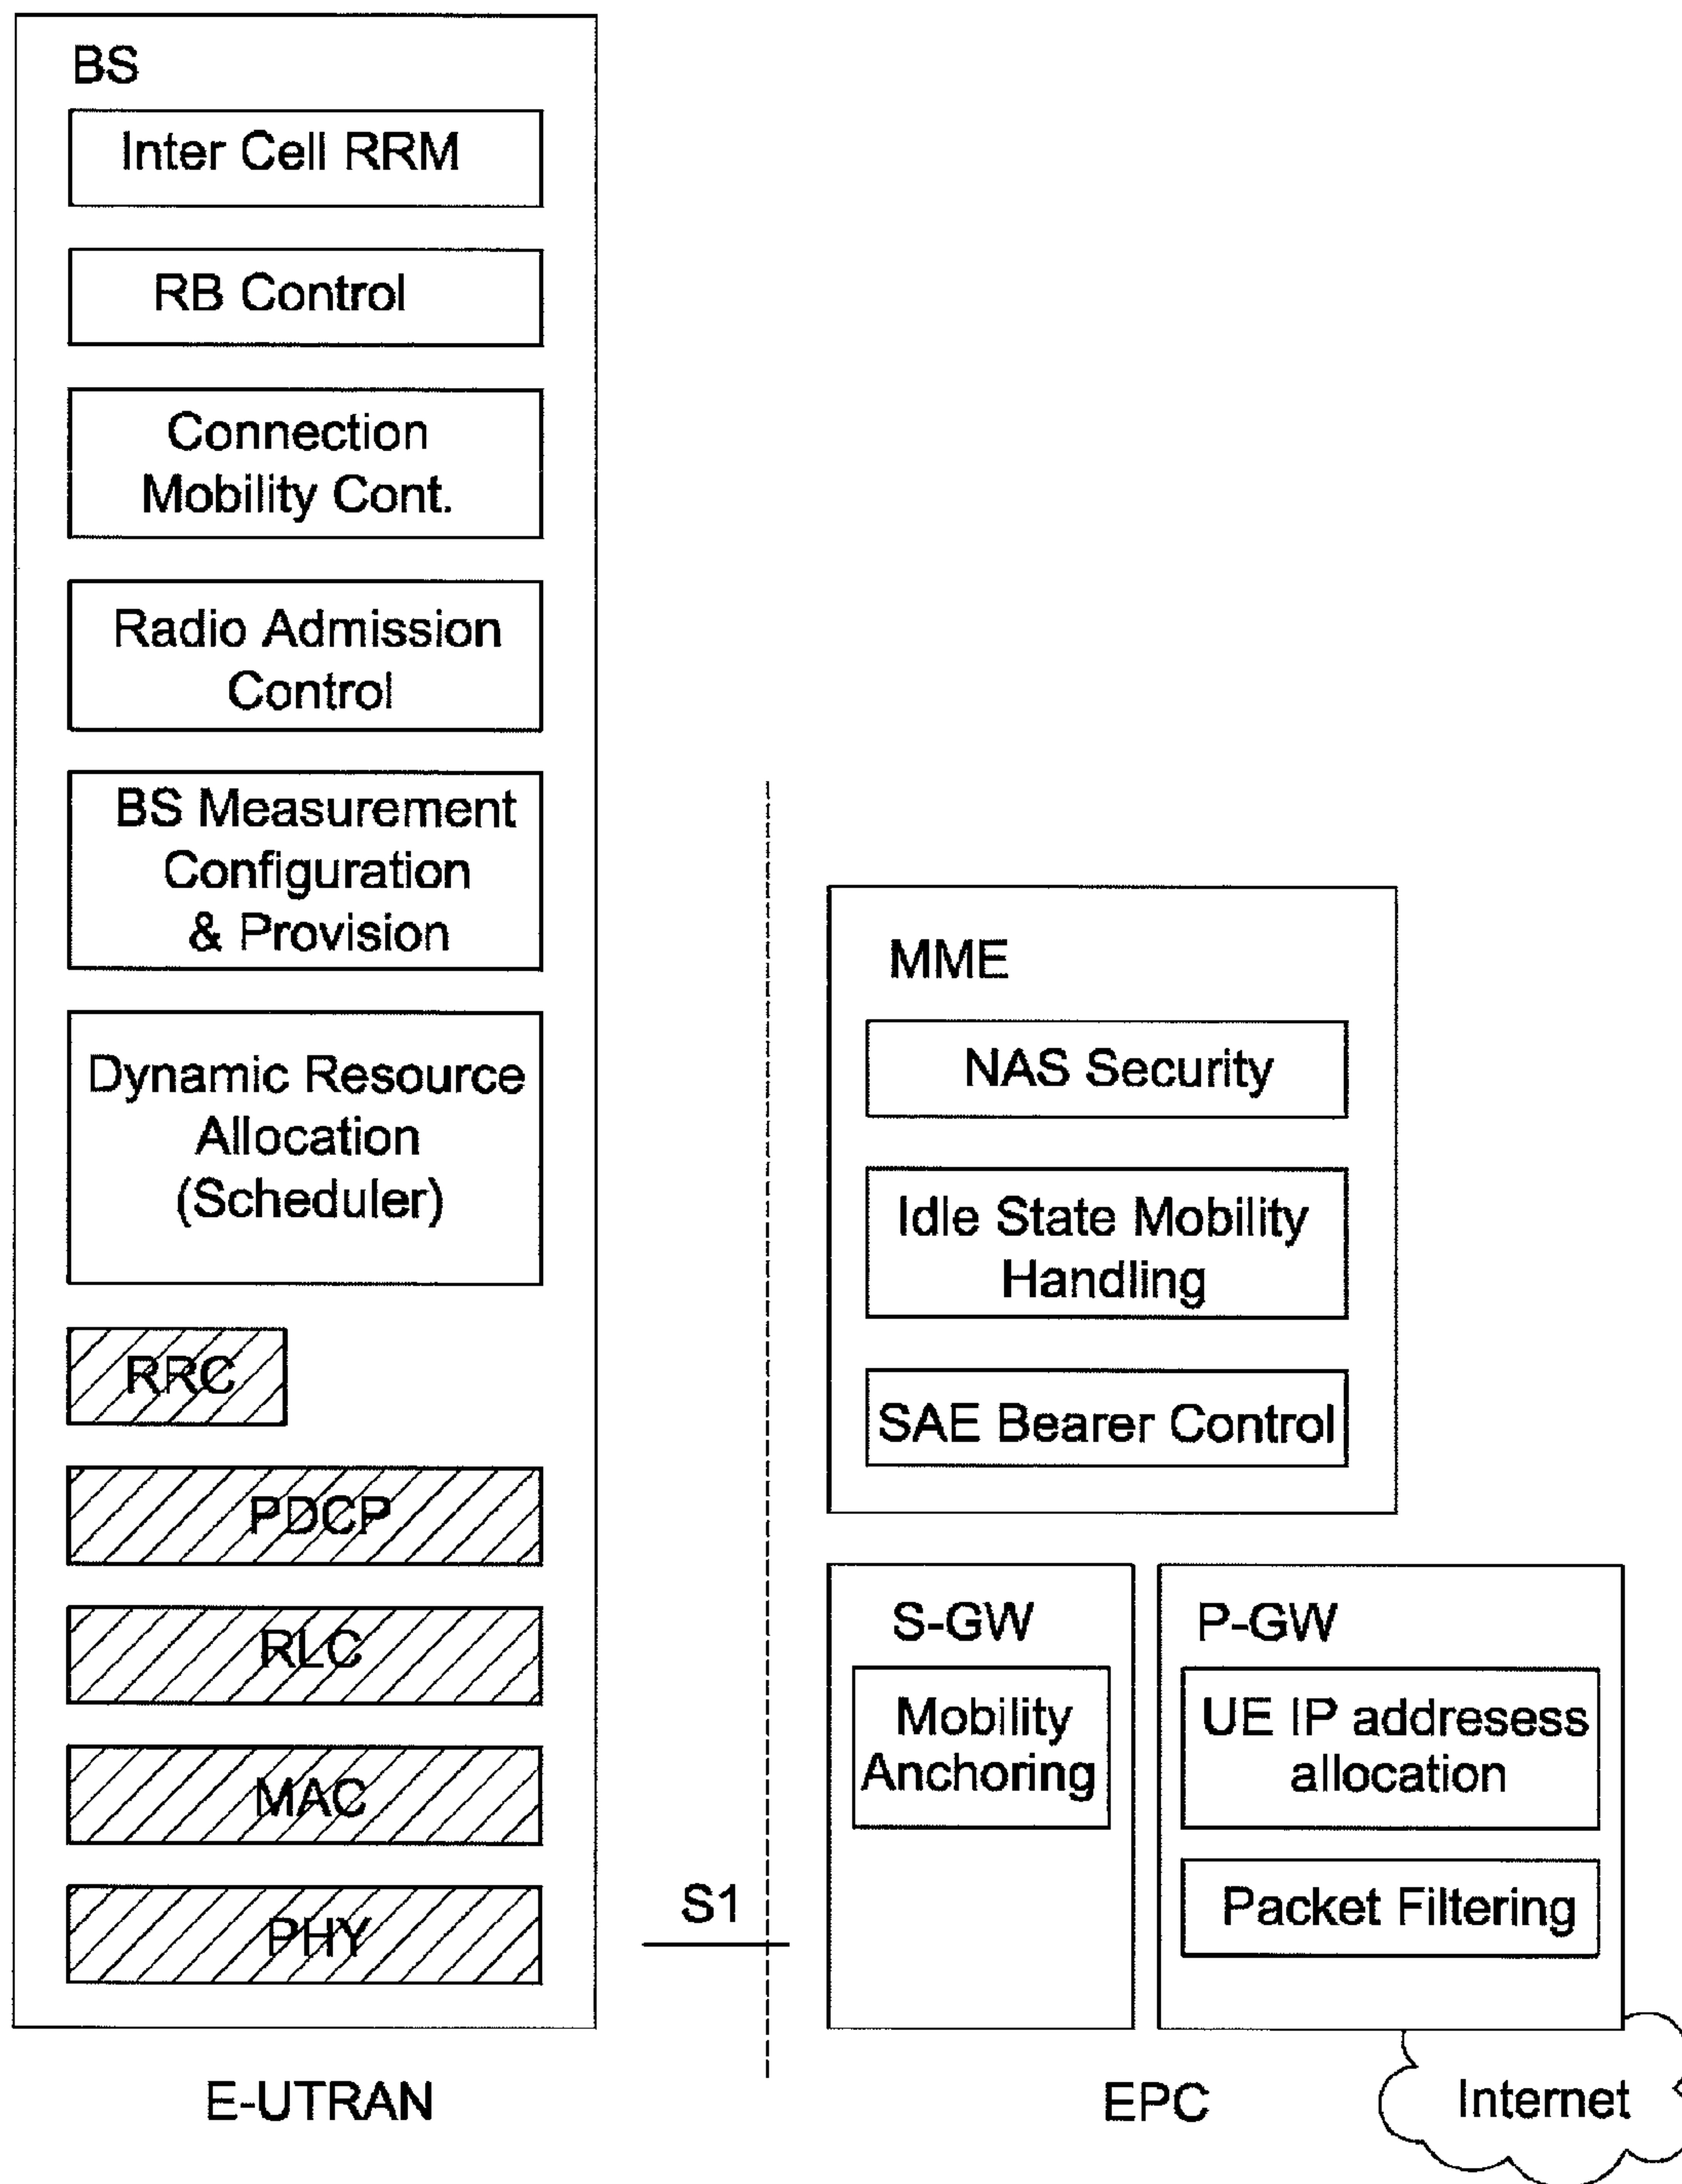 BS
Inter Cell RRM
RB Control
Connection
Mobility Cont.
Radio Admission
Control
BS Measurement
Configuration
& Provision
Dynamic Resource
Allocation
(Scheduler)
RRC
PDCP
RLC
MAC
PHY
E-UTRAN
S1
MME
NAS Security
Idle State Mobility
Handling
SAE Bearer Control
S-GW
Mobility
Anchoring
P-GW
UE IP addresess
allocation
Packet Filtering
EPC
Internet